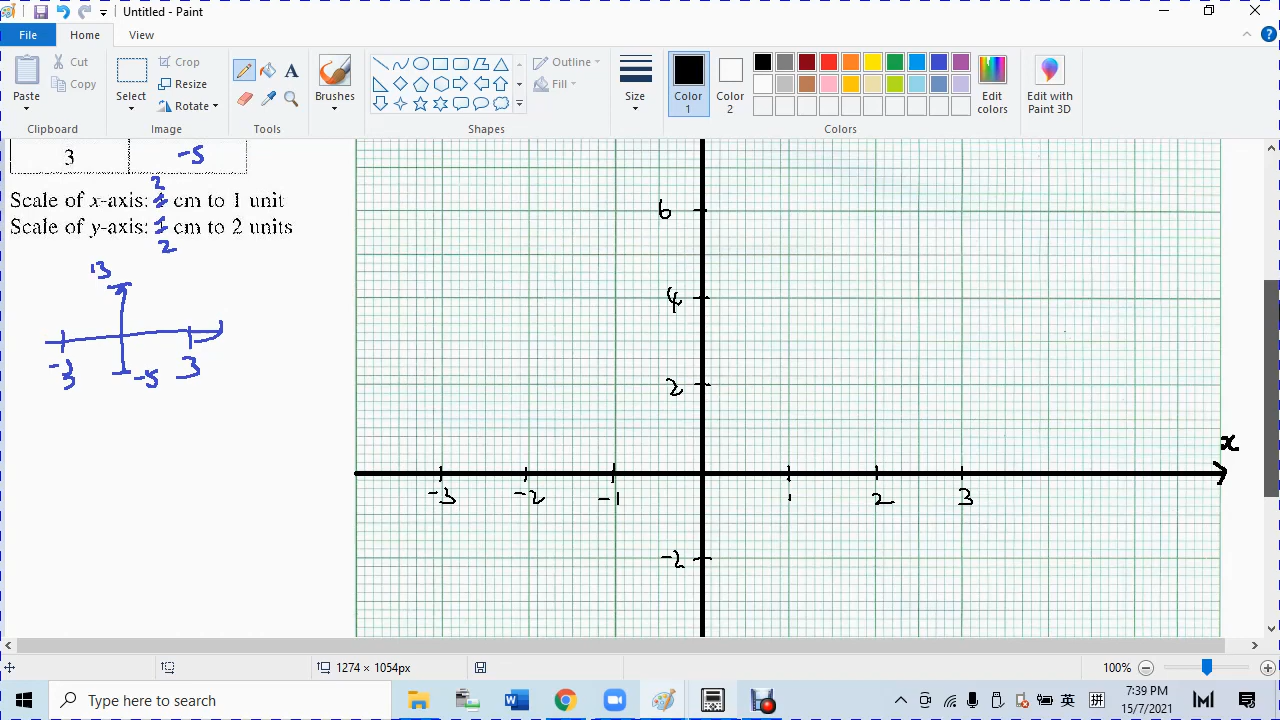 Untitled - Paint
File
Home
View
Paste
Cut
Copy
Clipboard
Select
Crop
Resize
Rotate
Image
Tools
Brushes
Shapes
Outline
Fill
Size
Color 1
Color 2
Edit colors
Edit with Paint 3D
Colors
3
-5
2
Scale of x-axis: cm to 1 unit
Scale of y-axis: cm to 2 units
2
13
-3
-5
3
6
4
2
x
-3
-2
-1
1
2
3
-2
1274 × 1054px
100%
Type here to search
英
拼
7:39 PM
15/7/2021